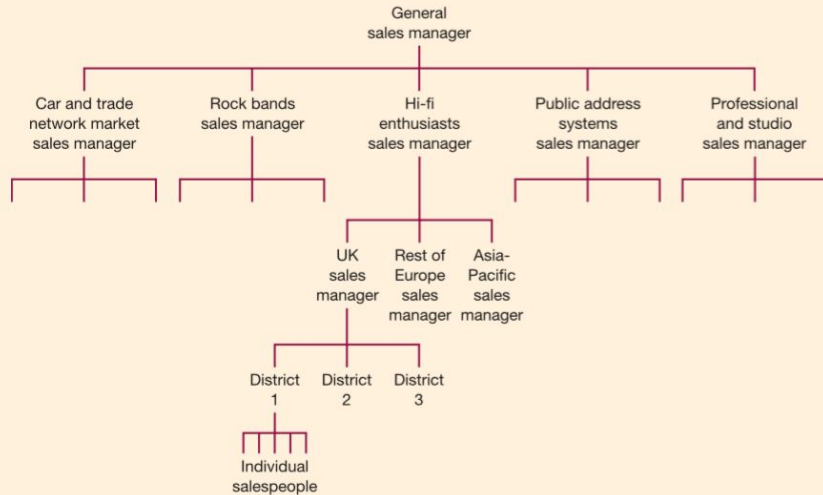 General
sales manager
Car and trade
network market
sales manager
Rock bands
sales manager
Hi-fi
enthusiasts
sales manager
Public address
systems
sales manager
Professional
and studio
sales manager
UK
sales
manager
Rest of
Europe
sales
manager
Asia-
Pacific
sales
manager
District
1
District
2
District
3
Individual
salespeople